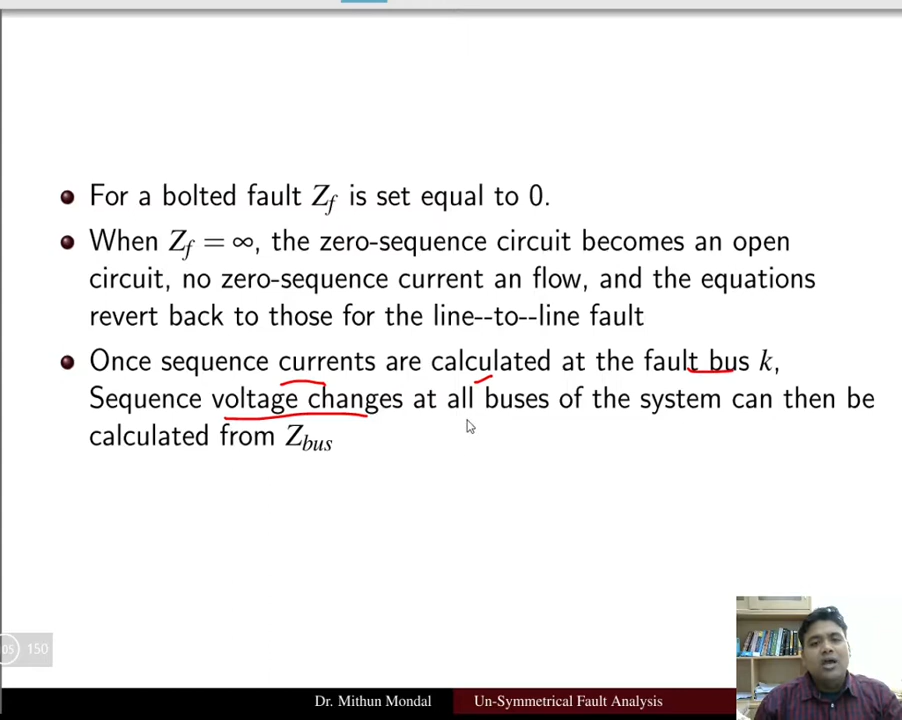 For a bolted fault Z_f is set equal to 0.
When Z_f = ∞, the zero-sequence circuit becomes an open
circuit, no zero-sequence current an flow, and the equations
revert back to those for the line--to--line fault
Once sequence currents are calculated at the fault bus k,
Sequence voltage changes at all buses of the system can then be
calculated from Z_bus
05 150
Dr. Mithun Mondal Un-Symmetrical Fault Analysis